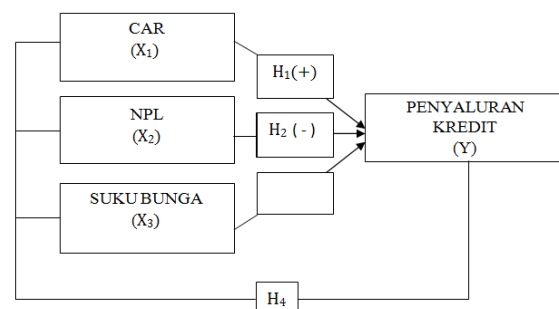 CAR
(X₁)
H₁(+)
NPL
(X₂)
H₂ (-)
PENYALURAN
KREDIT
(Y)
SUKU BUNGA
(X₃)
H₄